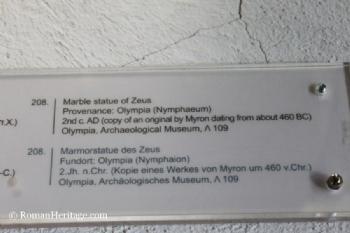 208. Marble statue of Zeus
Provenance: Olympia (Nymphaeum)
π.Χ.) 2nd c. AD (copy of an original by Myron dating from about 460 BC)
Olympia, Archaeological Museum, Λ 109
208. Marmorstatue des Zeus
Fundort: Olympia (Nymphaion)
-C.) 2.Jh. n.Chr. (Kopie eines Werkes von Myron um 460 v.Chr.)
Olympia, Archäologisches Museum, Λ 109
© RomanHeritage.com